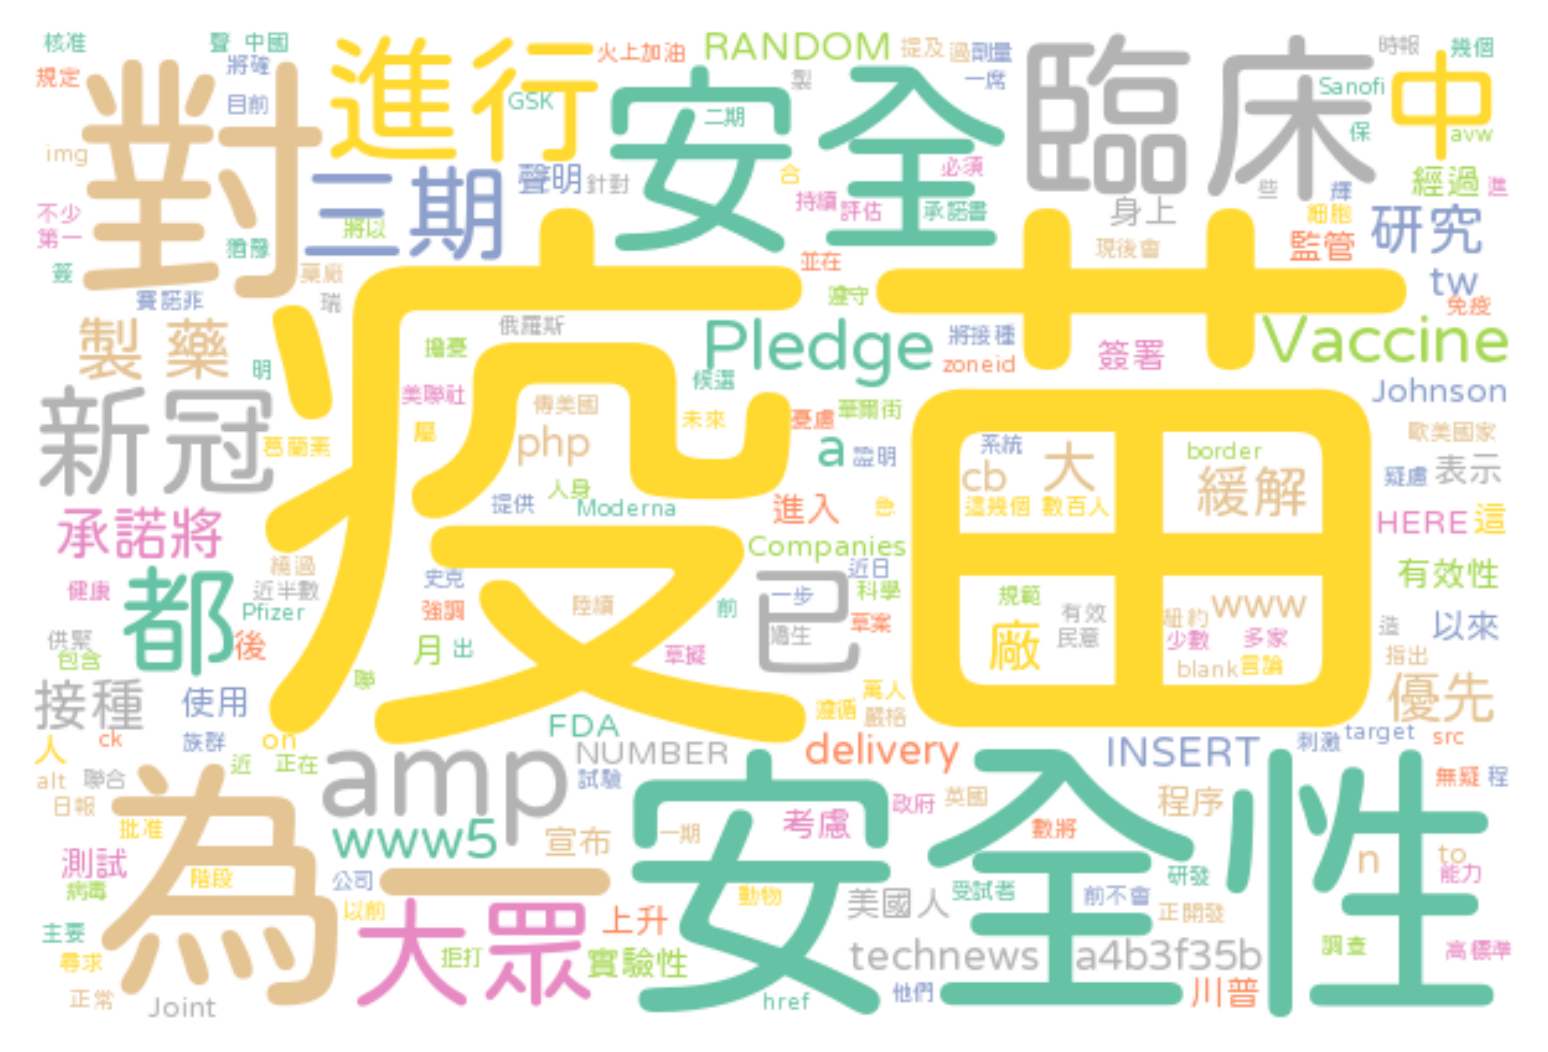 核准
聲 中國
進行
火上加油
RANDOM
提及
過
劑量
臨床
時報
幾個
規定
對
將確
目前
GSK
安全
製
一席
Sanofi
中
二期
保
avw
img
三期
聲明
針對
合
必須
些
輝
經過
進
不少
第一
將以
持續
評估
承諾書
身上
細胞
研究
簽
猶豫
藥廠
疫苗
並在
現後會
監管
tw
賽諾非
瑞
遵守
免疫
製 藥
俄羅斯
擔憂
Pledge
將接種
zoneid
簽署
Vaccine
明
候選
美聯社
Johnson
新冠
傳美國
未來
憂慮
華爾街
葛蘭素
屬
php
a
證明
系統
cb
大
border
歐美國家
疑慮
表示
人身
提供
Moderna
進入
這幾個
數百人
緩解
HERE
這
承諾將
Companies
繞過
近日
有效性
健康
都
近半數
史克
已
一步
科學
規範
Pfizer
強調
陸續
前
嬌生
草案
廠
有效
民意
www
紐約
少數
多家
造
以來
供緊
包含
後
月
出
草擬
blank
言論
指出
聯
接種
使用
萬人
遵循
嚴格
優先
FDA
人
ck
族群
on
近
正在
amp
NUMBER
delivery
INSERT
刺激
target
src
alt
聯合
試驗
無疑
程
日報
為
政府
英國
程序
批准
www5
宣布
一期
考慮
數將
測試
病毒
階段
公司
一
安全性
n
to
能力
以前
大眾
動物
美國人
受試者
前不會
研發
正開發
主要
上升
尋求
拒打
實驗性
technews
a4b3f35b
調查
高標準
正常
Joint
href
他們
川普